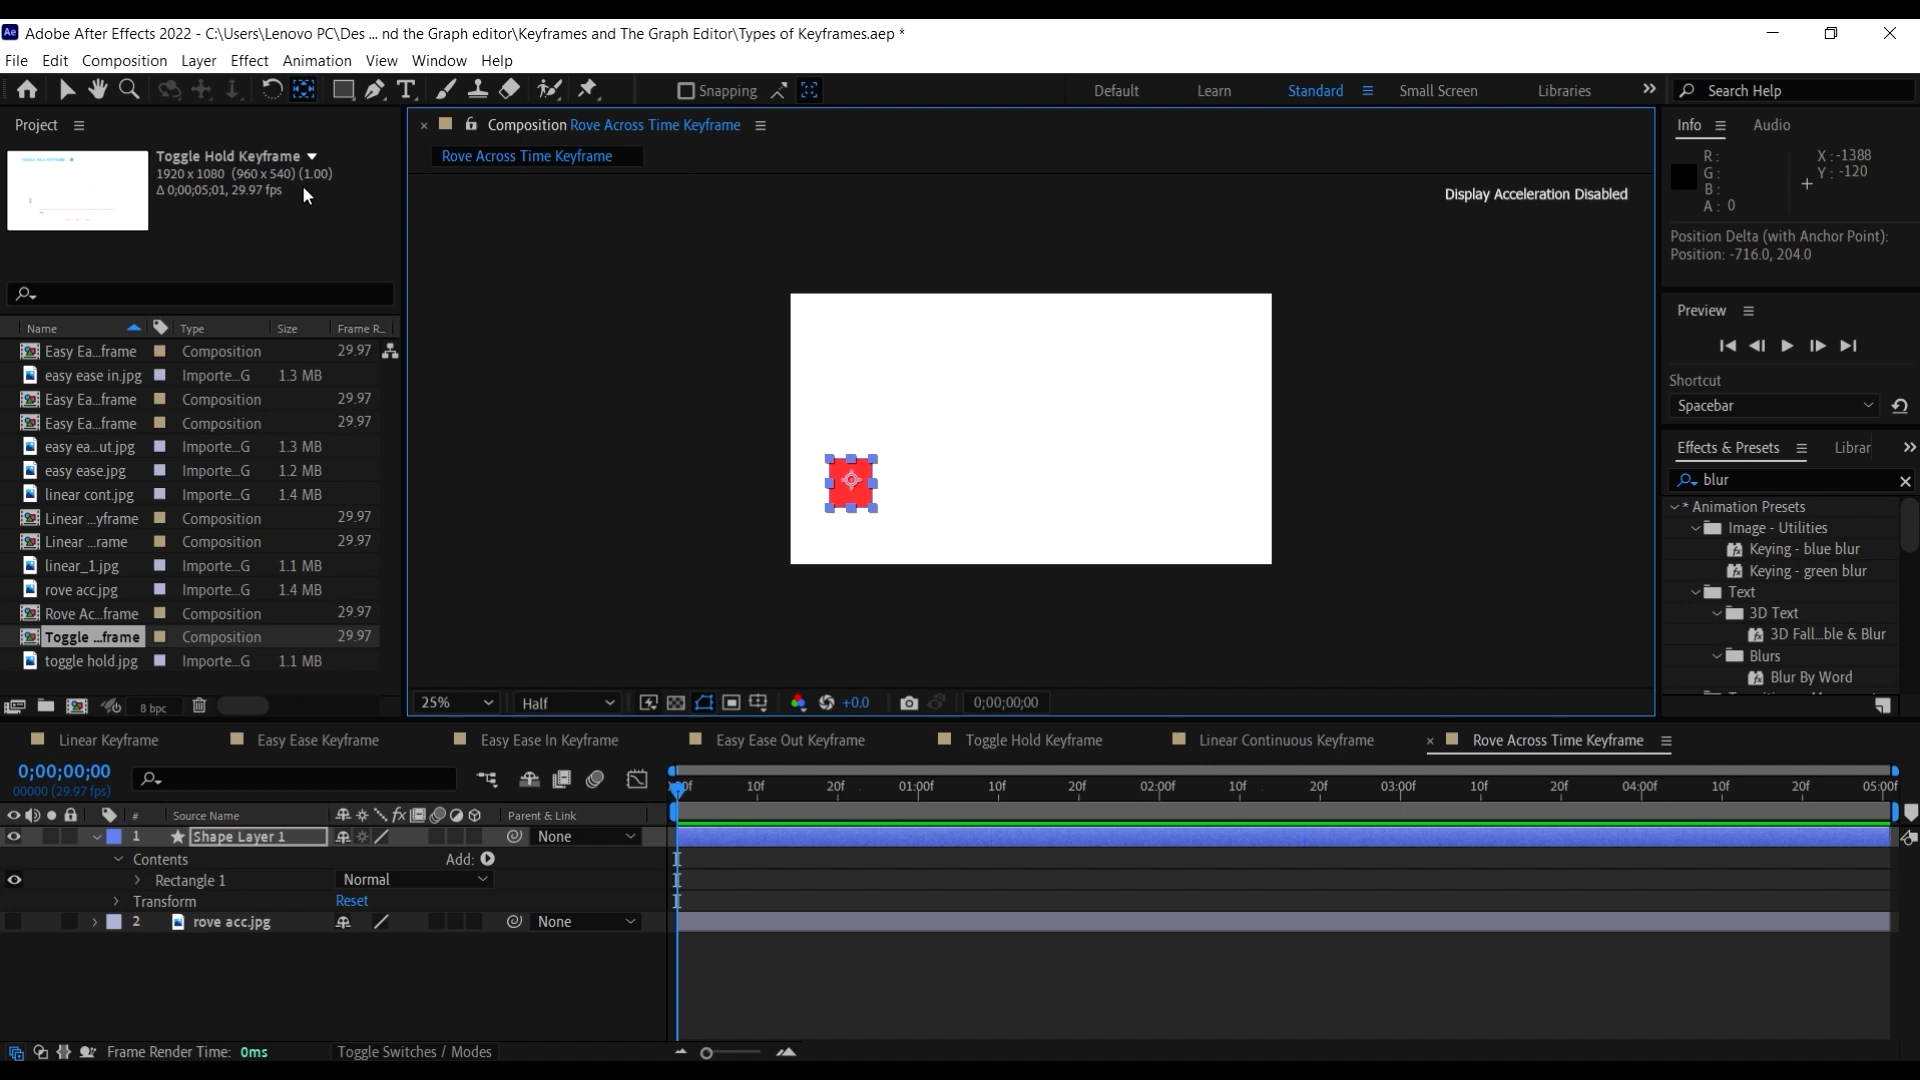 Adobe After Effects 2022 - C:\Users\Lenovo PC\Des ... nd the Graph editor\Keyframes and The Graph Editor\Types of Keyframes.aep *
File Edit Composition Layer Effect Animation View Window Help
Snapping Default Learn Standard Small Screen Libraries Search Help
Project
Toggle Hold Keyframe
1920 x 1080 (960 x 540) (1.00)
Δ 0;00;05;01, 29.97 fps
Name Type Size Frame R...
Easy Ea...frame Composition 29.97
easy ease in.jpg Importe...G 1.3 MB
Easy Ea...frame Composition 29.97
Easy Ea...frame Composition 29.97
easy ea...ut.jpg Importe...G 1.3 MB
easy ease.jpg Importe...G 1.2 MB
linear cont.jpg Importe...G 1.4 MB
Linear ...yframe Composition 29.97
Linear ...rame Composition 29.97
linear_1.jpg Importe...G 1.1 MB
rove acc.jpg Importe...G 1.4 MB
Rove Ac...frame Composition 29.97
Toggle ...frame Composition 29.97
toggle hold.jpg Importe...G 1.1 MB
8 bpc
Composition Rove Across Time Keyframe
Rove Across Time Keyframe
Display Acceleration Disabled
25% Half +0.0 0;00;00;00
Info Audio
R: X: -1388
G: Y: -120
B:
A: 0
Position Delta (with Anchor Point):
Position: -716.0, 204.0
Preview
Shortcut
Spacebar
Effects & Presets Librar
blur
* Animation Presets
Image - Utilities
Keying - blue blur
Keying - green blur
Text
3D Text
3D Fall...ble & Blur
Blurs
Blur By Word
Linear Keyframe Easy Ease Keyframe Easy Ease In Keyframe Easy Ease Out Keyframe Toggle Hold Keyframe Linear Continuous Keyframe Rove Across Time Keyframe
0;00;00;00
00000 (29.97 fps)
10f 20f 01:00f 10f 20f 02:00f 10f 20f 03:00f 10f 20f 04:00f 10f 20f 05:00f
# Source Name fx Parent & Link
1 Shape Layer 1 None
Contents Add:
Rectangle 1 Normal
Transform Reset
2 rove acc.jpg None
Frame Render Time: 0ms Toggle Switches / Modes